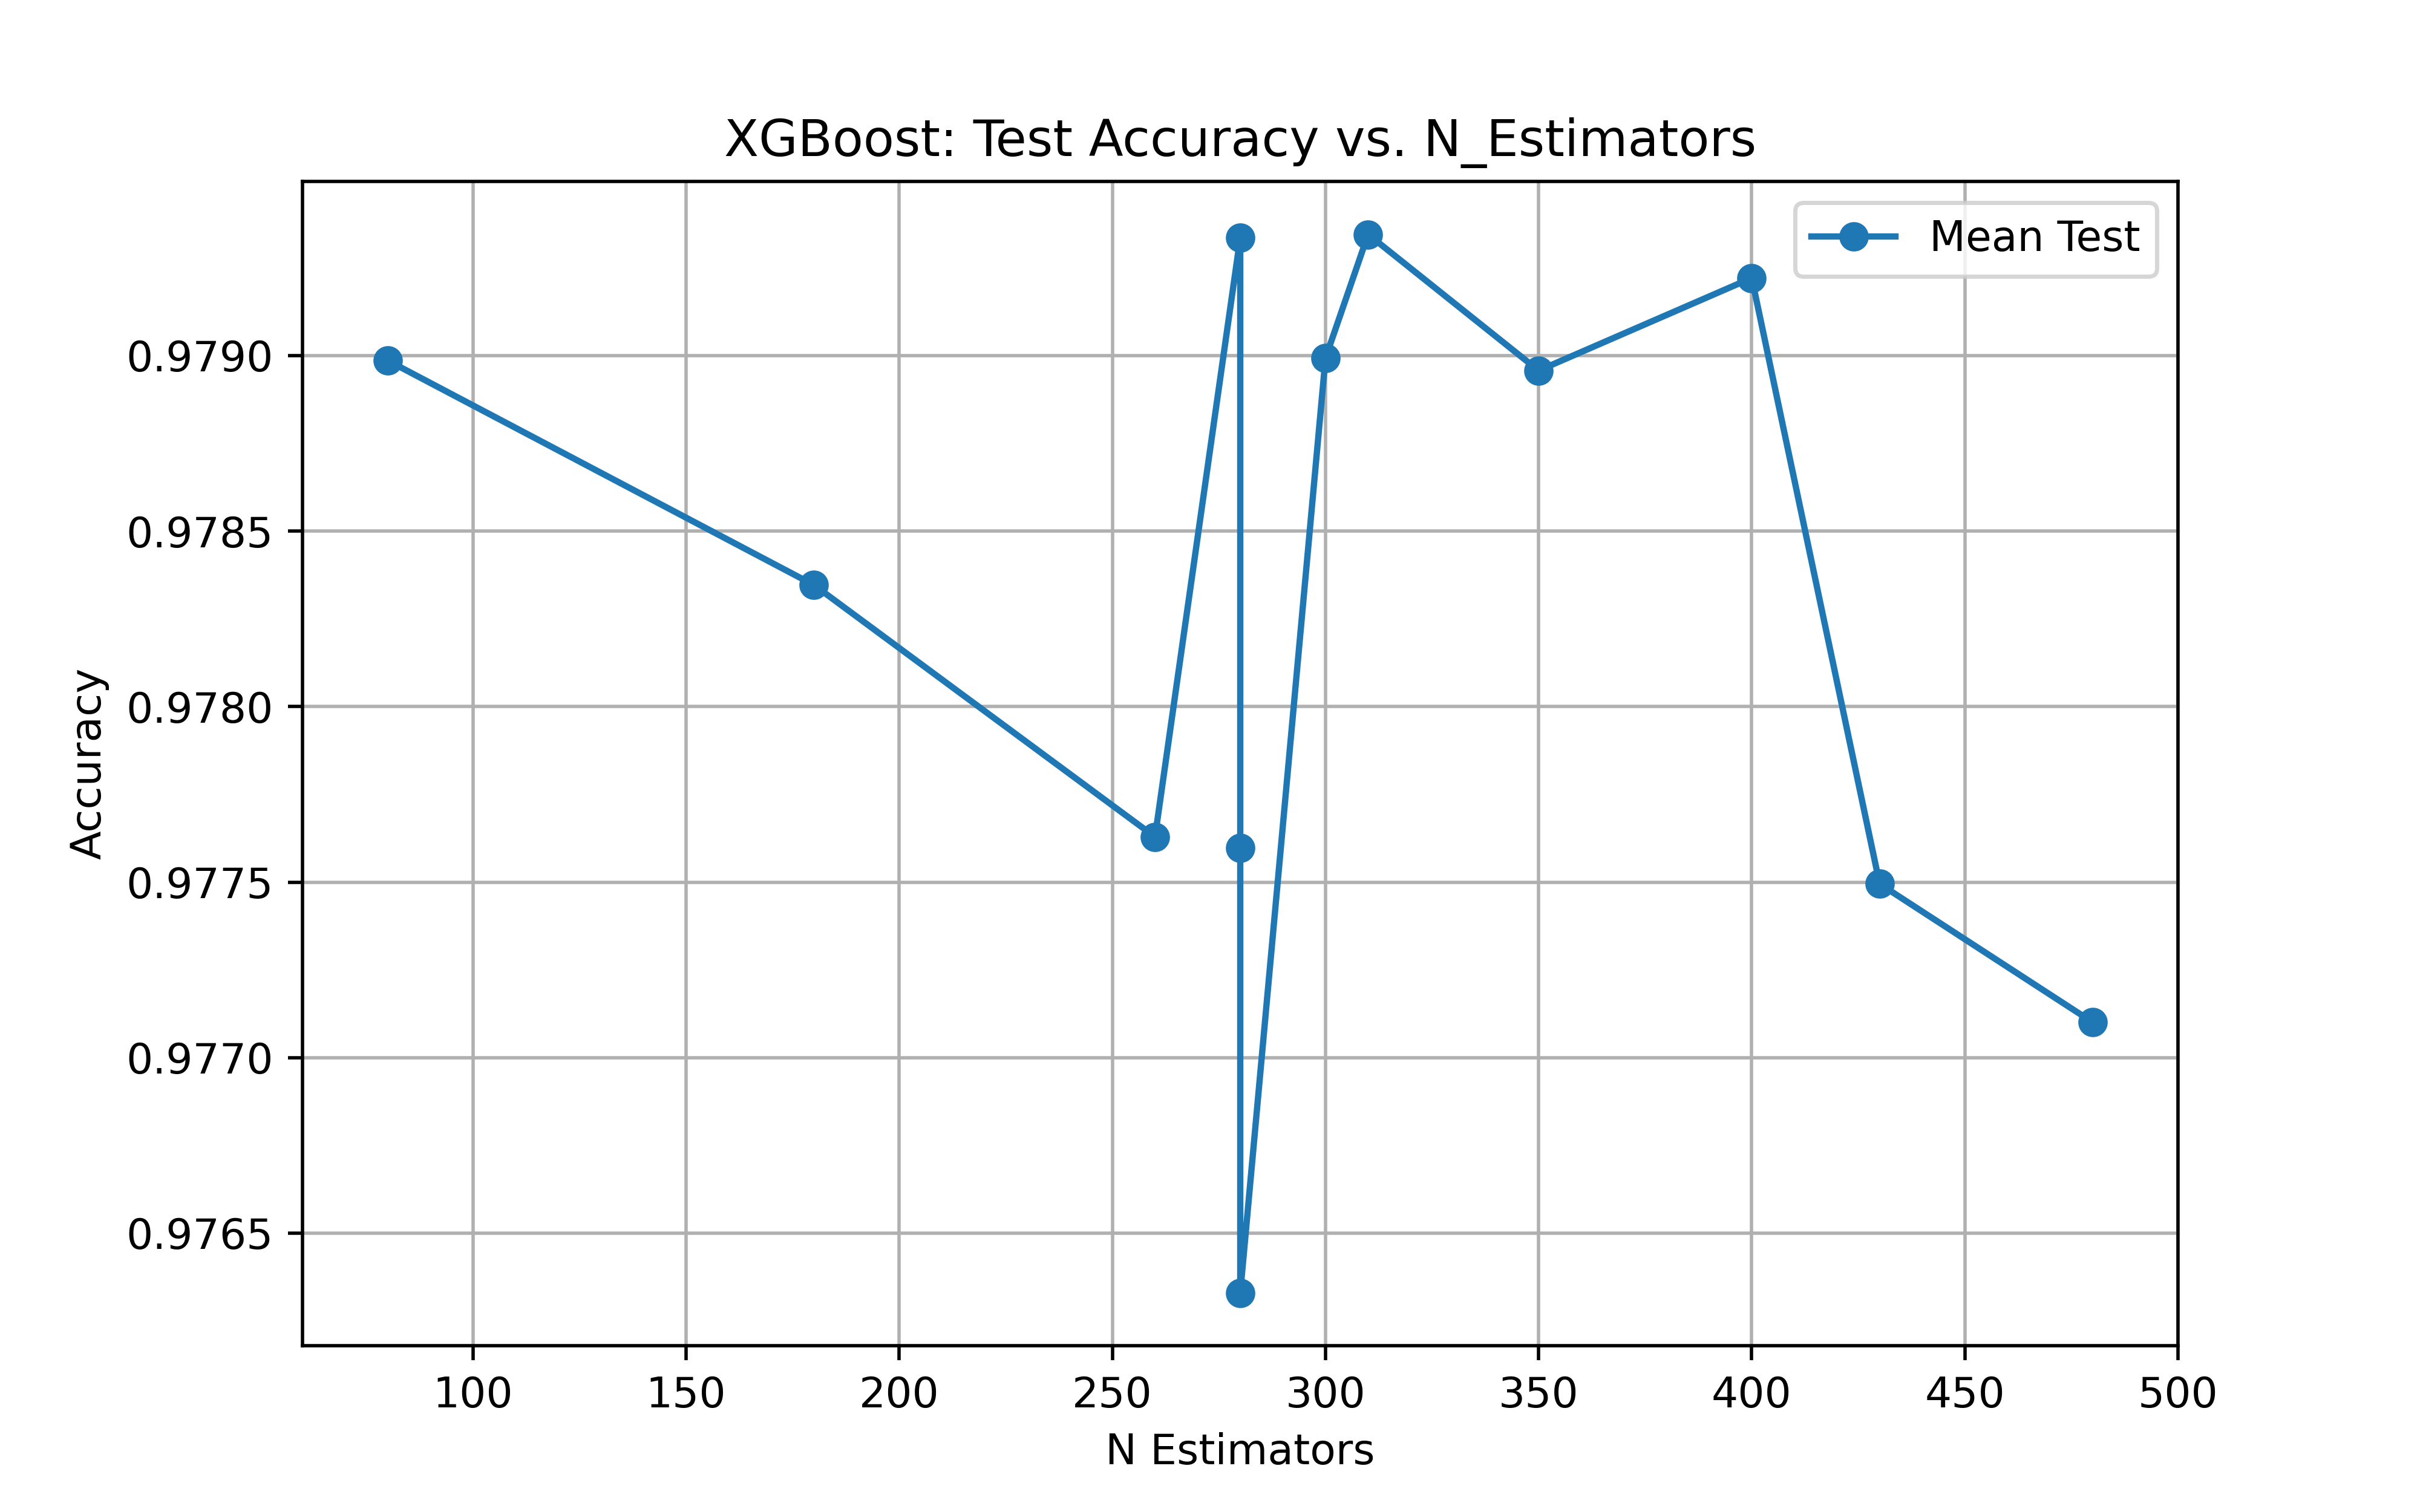 XGBoost: Test Accuracy vs. N_Estimators
Mean Test
Accuracy
0.9790
0.9785
0.9780
0.9775
0.9770
0.9765
100 150 200 250 300 350 400 450 500
N Estimators